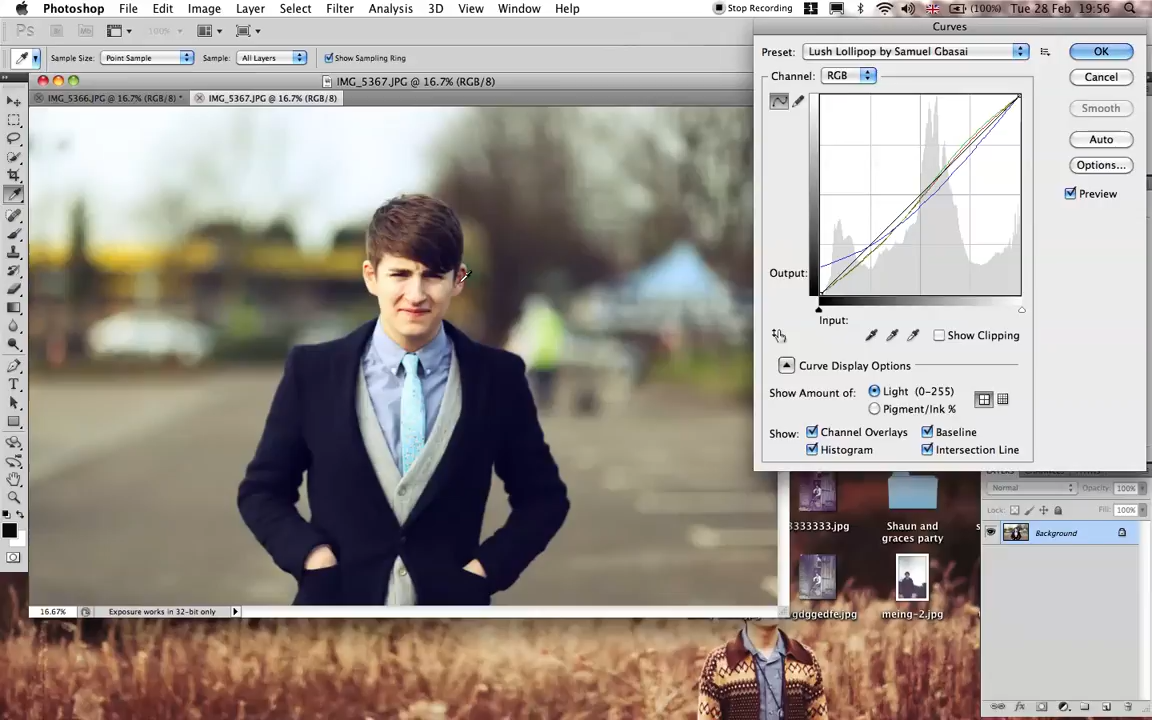 Photoshop File Edit Image Layer Select Filter Analysis 3D View Window Help Stop Recording 1 (100%) Tue 28 Feb 19:56
Ps Br Mb 100%
Sample Size: Point Sample Sample: All Layers Show Sampling Ring
IMG_5367.JPG @ 16.7% (RGB/8)
IMG_5366.JPG @ 16.7% (RGB/8) * IMG_5367.JPG @ 16.7% (RGB/8)
Curves
Preset: Lush Lollipop by Samuel Gbasai
OK
Channel: RGB
Cancel
Smooth
Auto
Options...
Preview
Output:
Input:
Show Clipping
Curve Display Options
Show Amount of: Light (0-255)
Pigment/Ink %
Show: Channel Overlays Baseline
Histogram Intersection Line
Normal Opacity: 100%
Lock: Fill: 100%
Background
3333333.jpg
Shaun and
graces party
gdggedfe.jpg
meing-2.jpg
16.67% Exposure works in 32-bit only